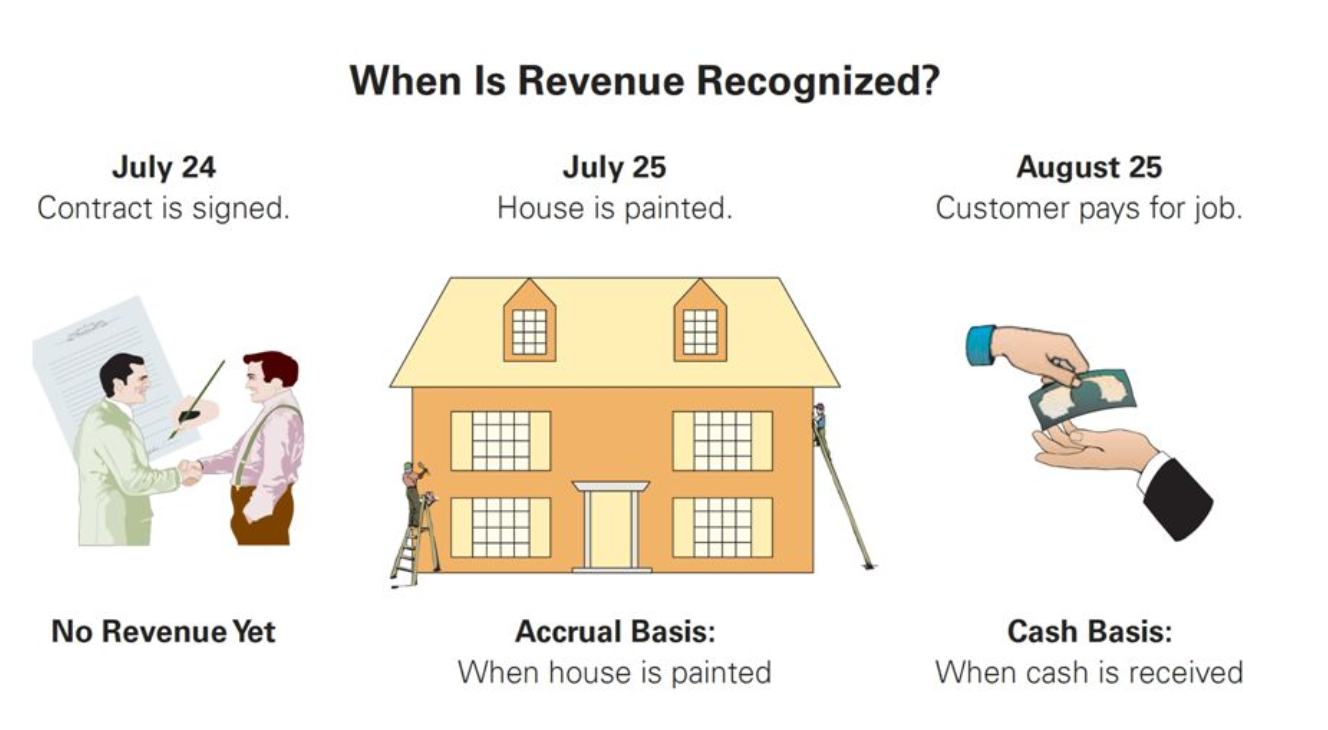 When Is Revenue Recognized?
July 24
Contract is signed.
July 25
House is painted.
August 25
Customer pays for job.
No Revenue Yet
Accrual Basis:
When house is painted
Cash Basis:
When cash is received